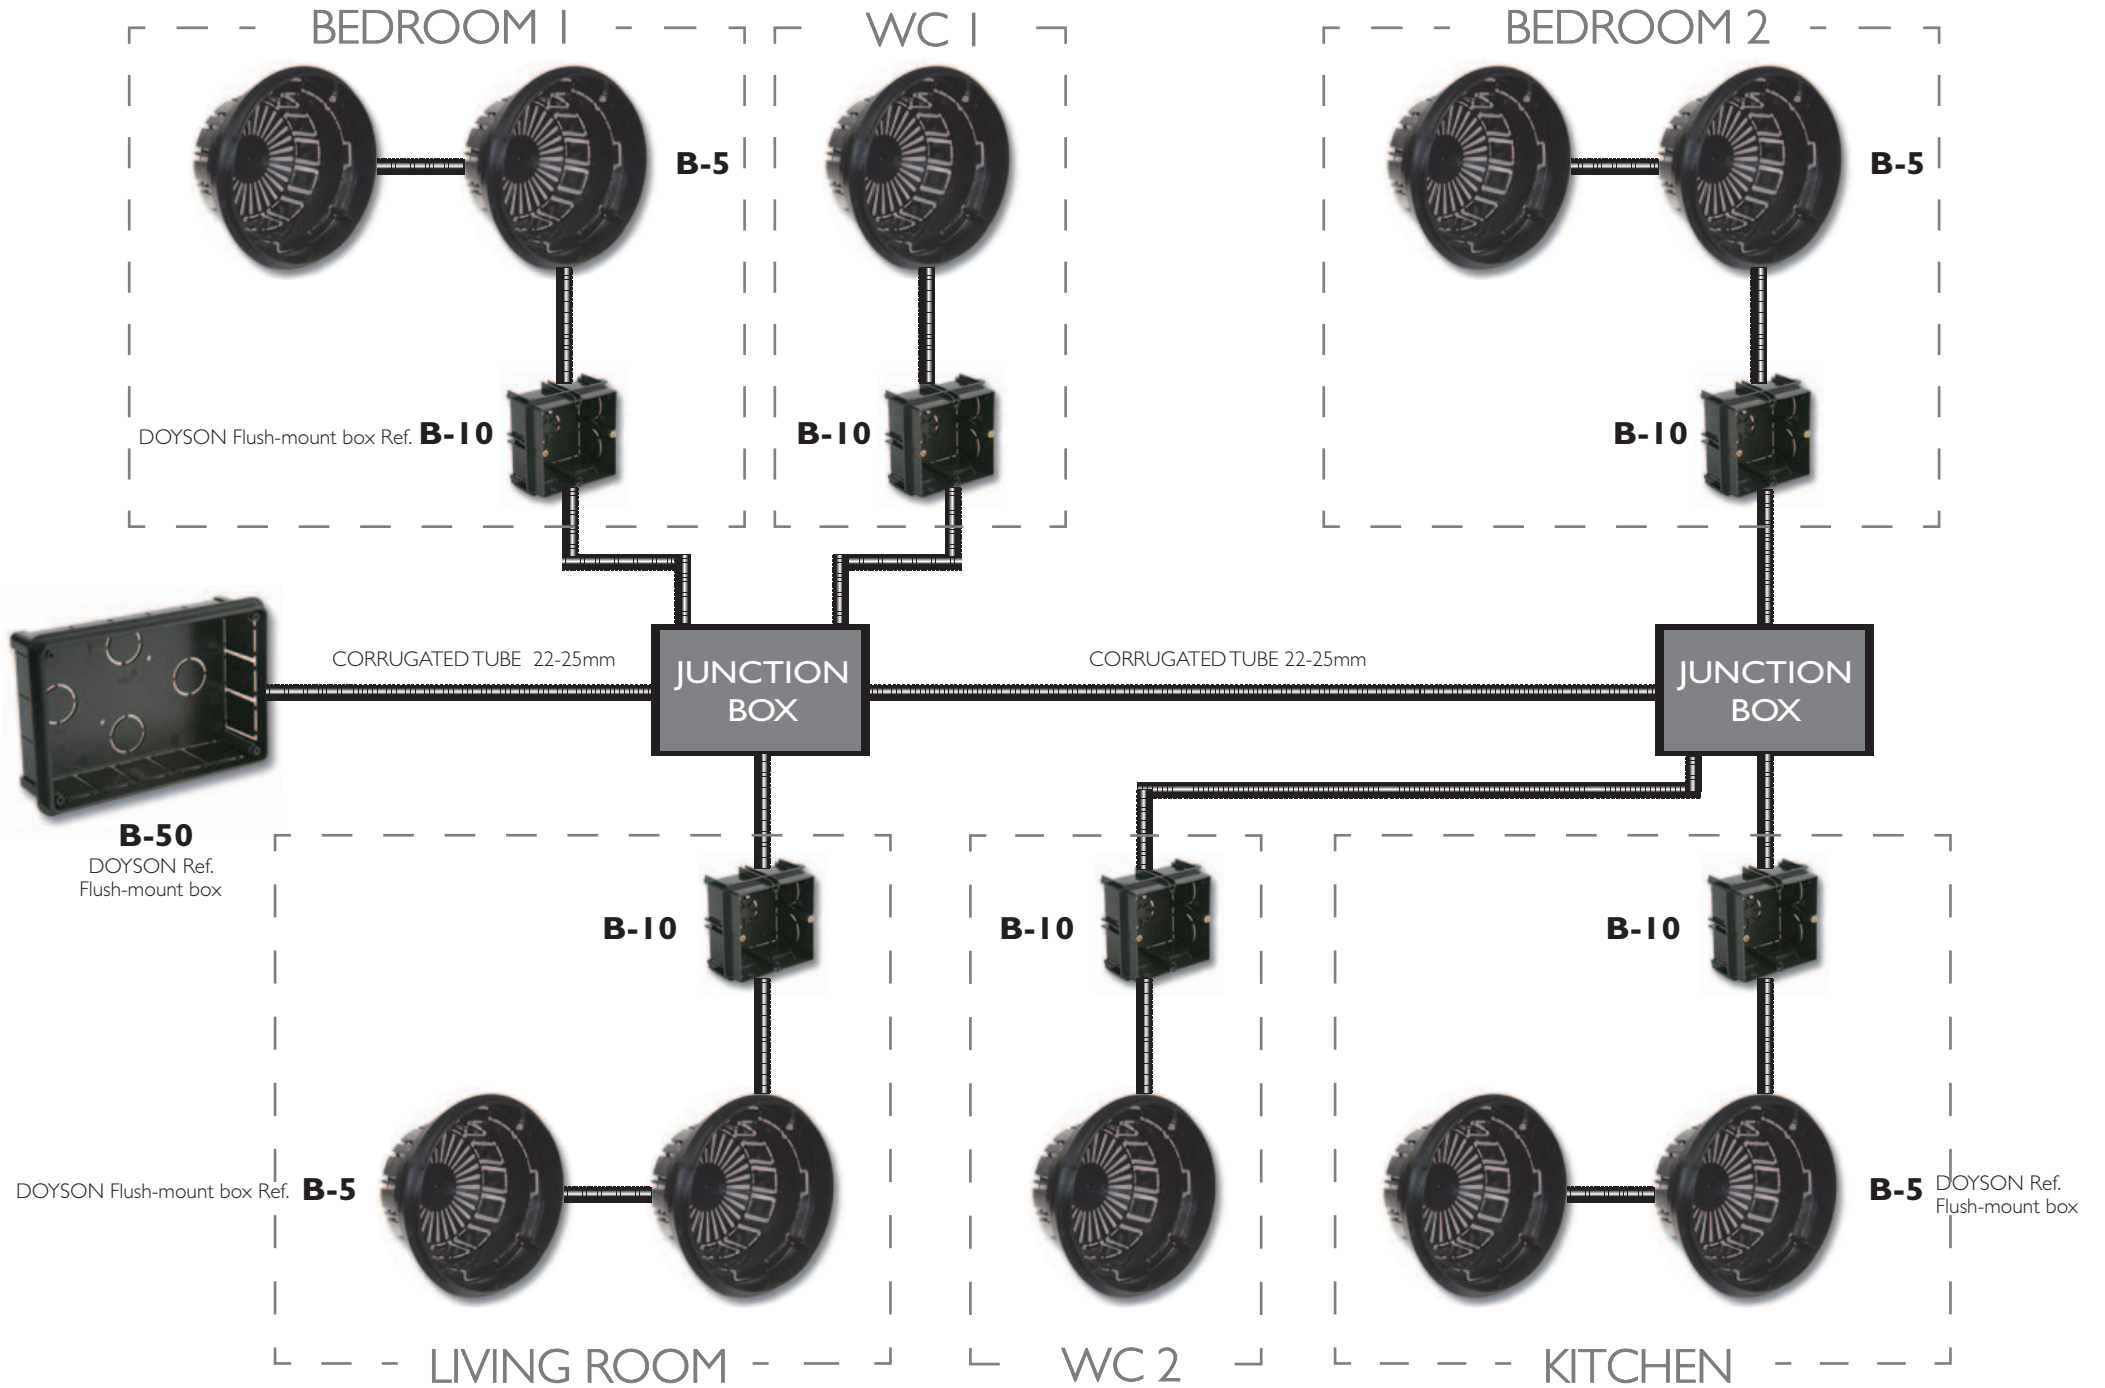 BEDROOM 1
WC 1
BEDROOM 2
B-5
B-5
DOYSON Flush-mount box Ref. B-10
B-10
B-10
CORRUGATED TUBE 22-25mm
CORRUGATED TUBE 22-25mm
JUNCTION
BOX
JUNCTION
BOX
B-50
DOYSON Ref.
Flush-mount box
B-10
B-10
B-10
DOYSON Flush-mount box Ref. B-5
B-5 DOYSON Ref.
Flush-mount box
LIVING ROOM
WC 2
KITCHEN